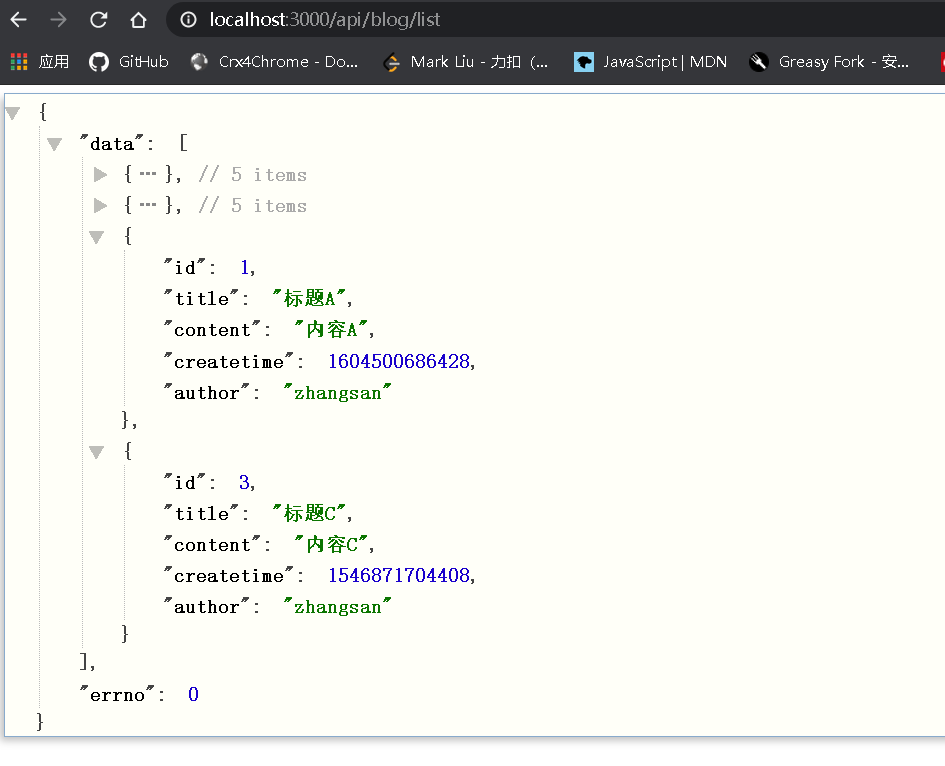 localhost:3000/api/blog/list
应用 GitHub Crx4Chrome - Do... Mark Liu - 力扣（... JavaScript | MDN Greasy Fork - 安...
{
"data": [
{ ··· }, // 5 items
{ ··· }, // 5 items
{
"id": 1,
"title": "标题A",
"content": "内容A",
"createtime": 1604500686428,
"author": "zhangsan"
},
{
"id": 3,
"title": "标题C",
"content": "内容C",
"createtime": 1546871704408,
"author": "zhangsan"
}
],
"errno": 0
}